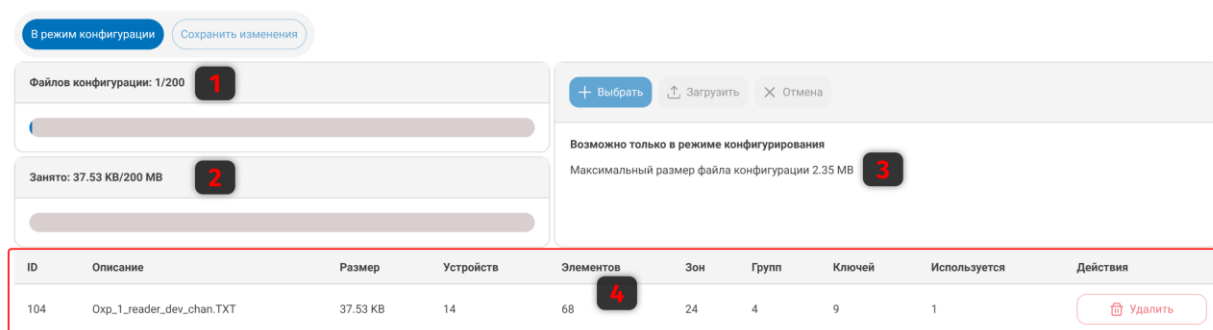 В режим конфигурации
Сохранить изменения
Файлов конфигурации: 1/200
1
Занято: 37.53 KB/200 MB
2
Выбрать
Загрузить
Отмена
Возможно только в режиме конфигурирования
Максимальный размер файла конфигурации 2.35 MB
3
ID Описание Размер Устройств Элементов Зон Групп Ключей Используется Действия
4
104 Oxp_1_reader_dev_chan.TXT 37.53 KB 14 68 24 4 9 1 Удалить